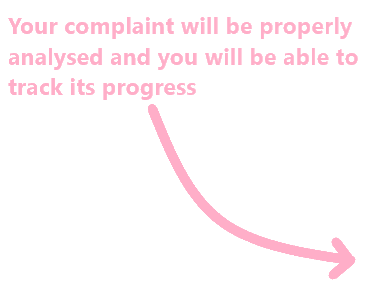 Your complaint will be properly
analysed and you will be able to
track its progress